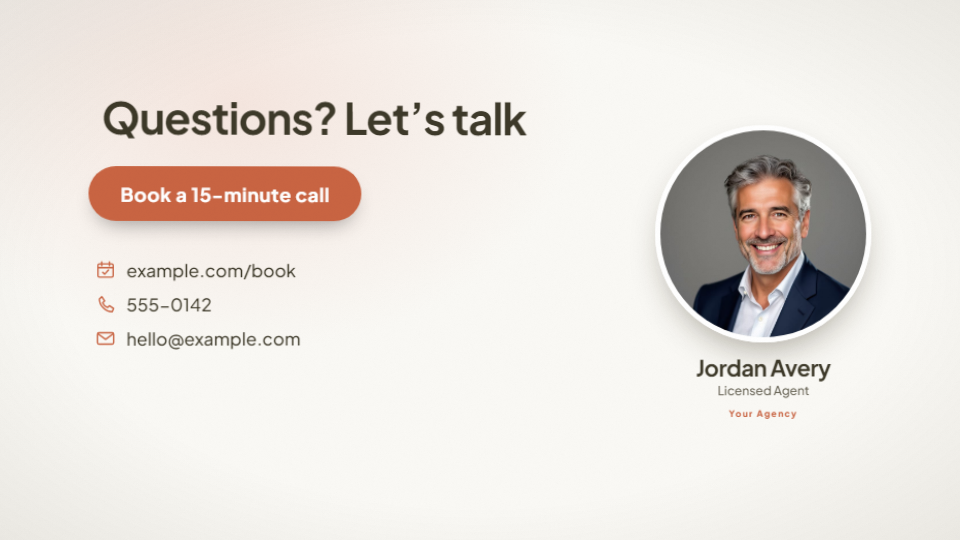 Questions? Let’s talk
Book a 15-minute call
example.com/book
555-0142
hello@example.com
Jordan Avery
Licensed Agent
Your Agency